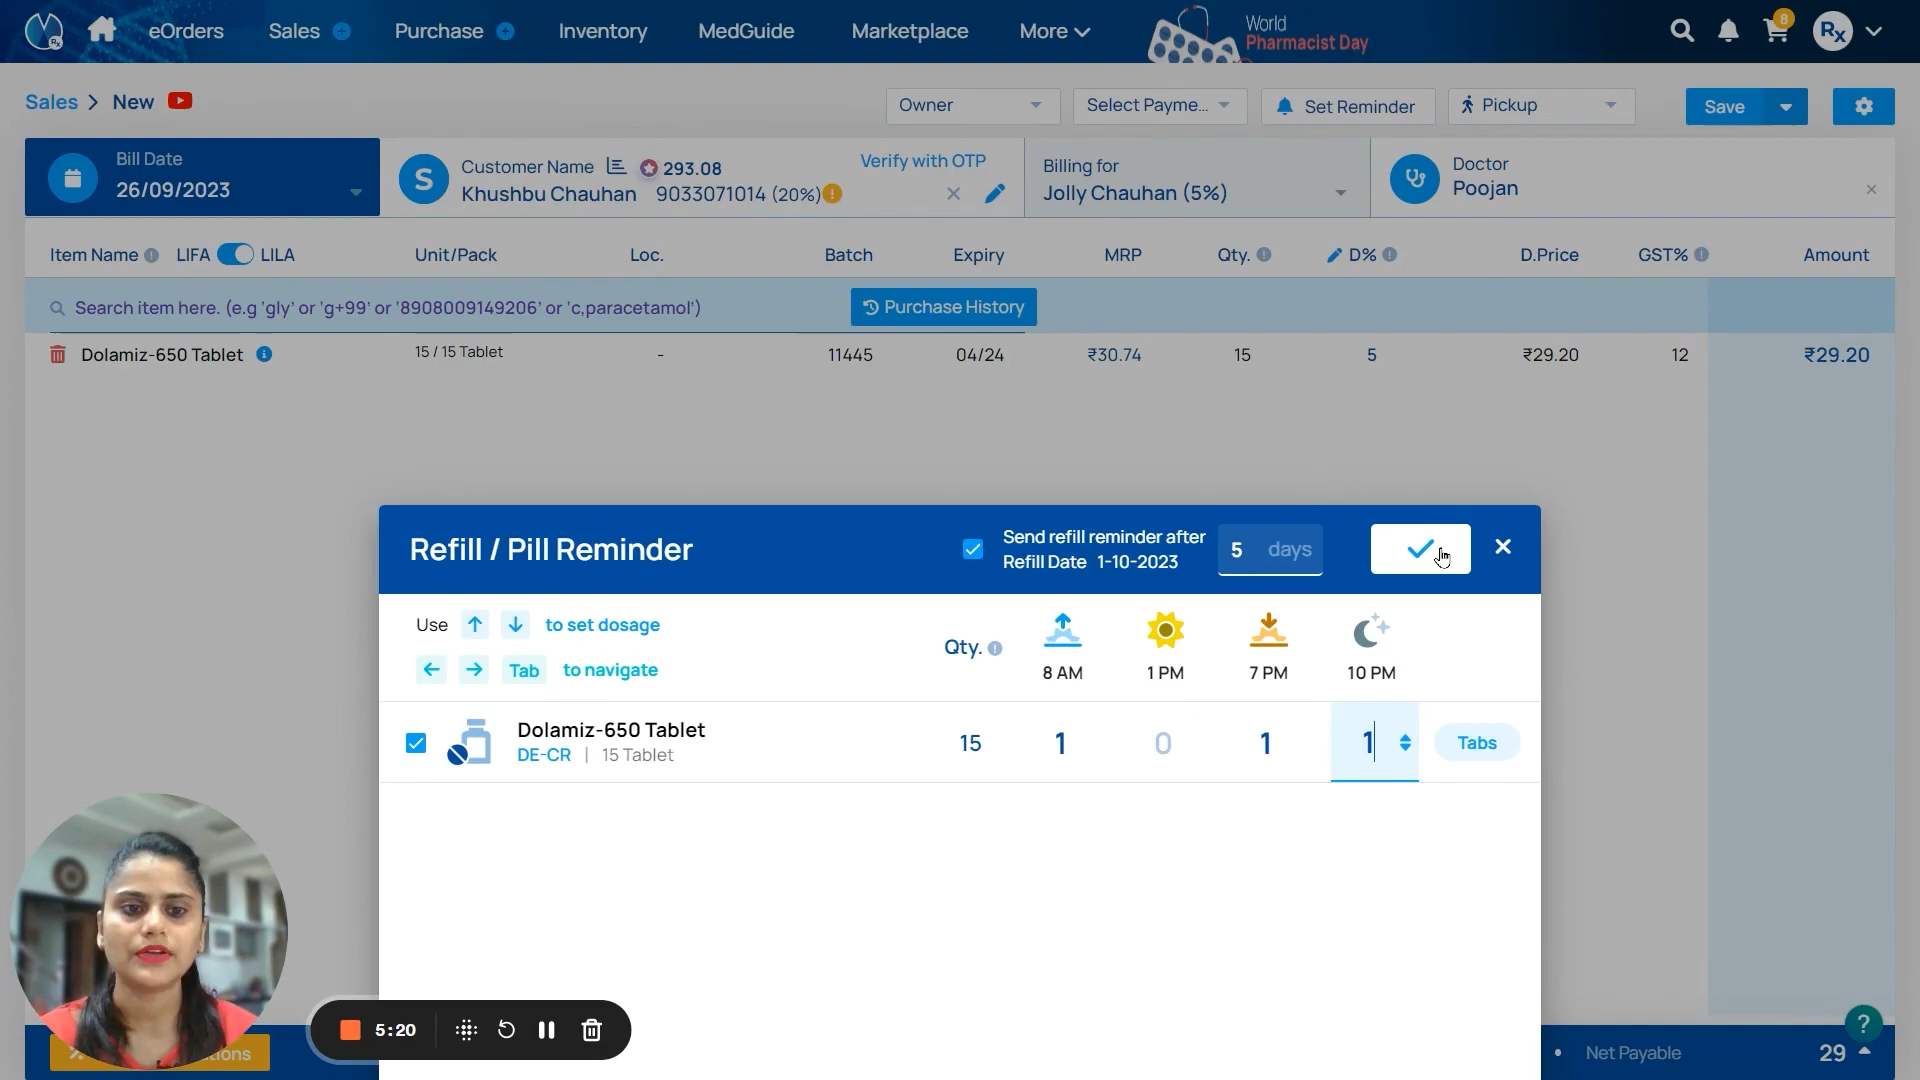 eOrders Sales Purchase Inventory MedGuide Marketplace More
World
Pharmacist Day
8
Rx
Sales > New
Owner
Select Payme...
Set Reminder
Pickup
Save
Bill Date
26/09/2023
S
Customer Name 293.08
Khushbu Chauhan 9033071014 (20%)
Verify with OTP
Billing for
Jolly Chauhan (5%)
Doctor
Poojan
Item Name LIFA LILA Unit/Pack Loc. Batch Expiry MRP Qty. D% D.Price GST% Amount
Search item here. (e.g 'gly' or 'g+99' or '8908009149206' or 'c,paracetamol')
Purchase History
Dolamiz-650 Tablet 15 / 15 Tablet - 11445 04/24 ₹30.74 15 5 ₹29.20 12 ₹29.20
Refill / Pill Reminder
Send refill reminder after
Refill Date 1-10-2023
5 days
Use ↑ ↓ to set dosage
← → Tab to navigate
Qty.
8 AM 1 PM 7 PM 10 PM
Dolamiz-650 Tablet
DE-CR | 15 Tablet
15 1 0 1 1 Tabs
5:20
?
Net Payable 29